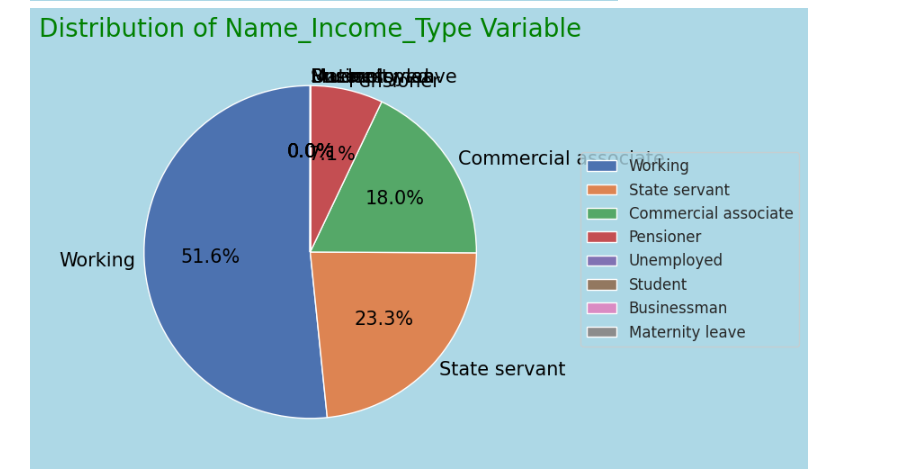 Distribution of Name_Income_Type Variable
Pensioner
0.0%
7.1%
Commercial associate
18.0%
Working
51.6%
23.3%
State servant
Working
State servant
Commercial associate
Pensioner
Unemployed
Student
Businessman
Maternity leave